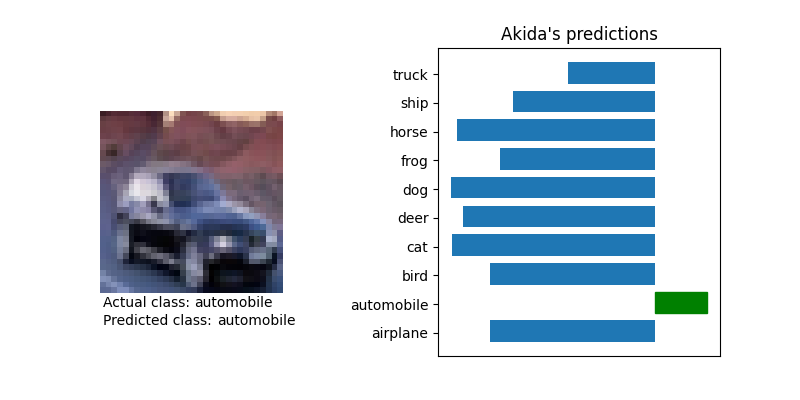 Akida's predictions
truck
ship
horse
frog
dog
deer
cat
bird
automobile
airplane
Actual class: automobile
Predicted class: automobile